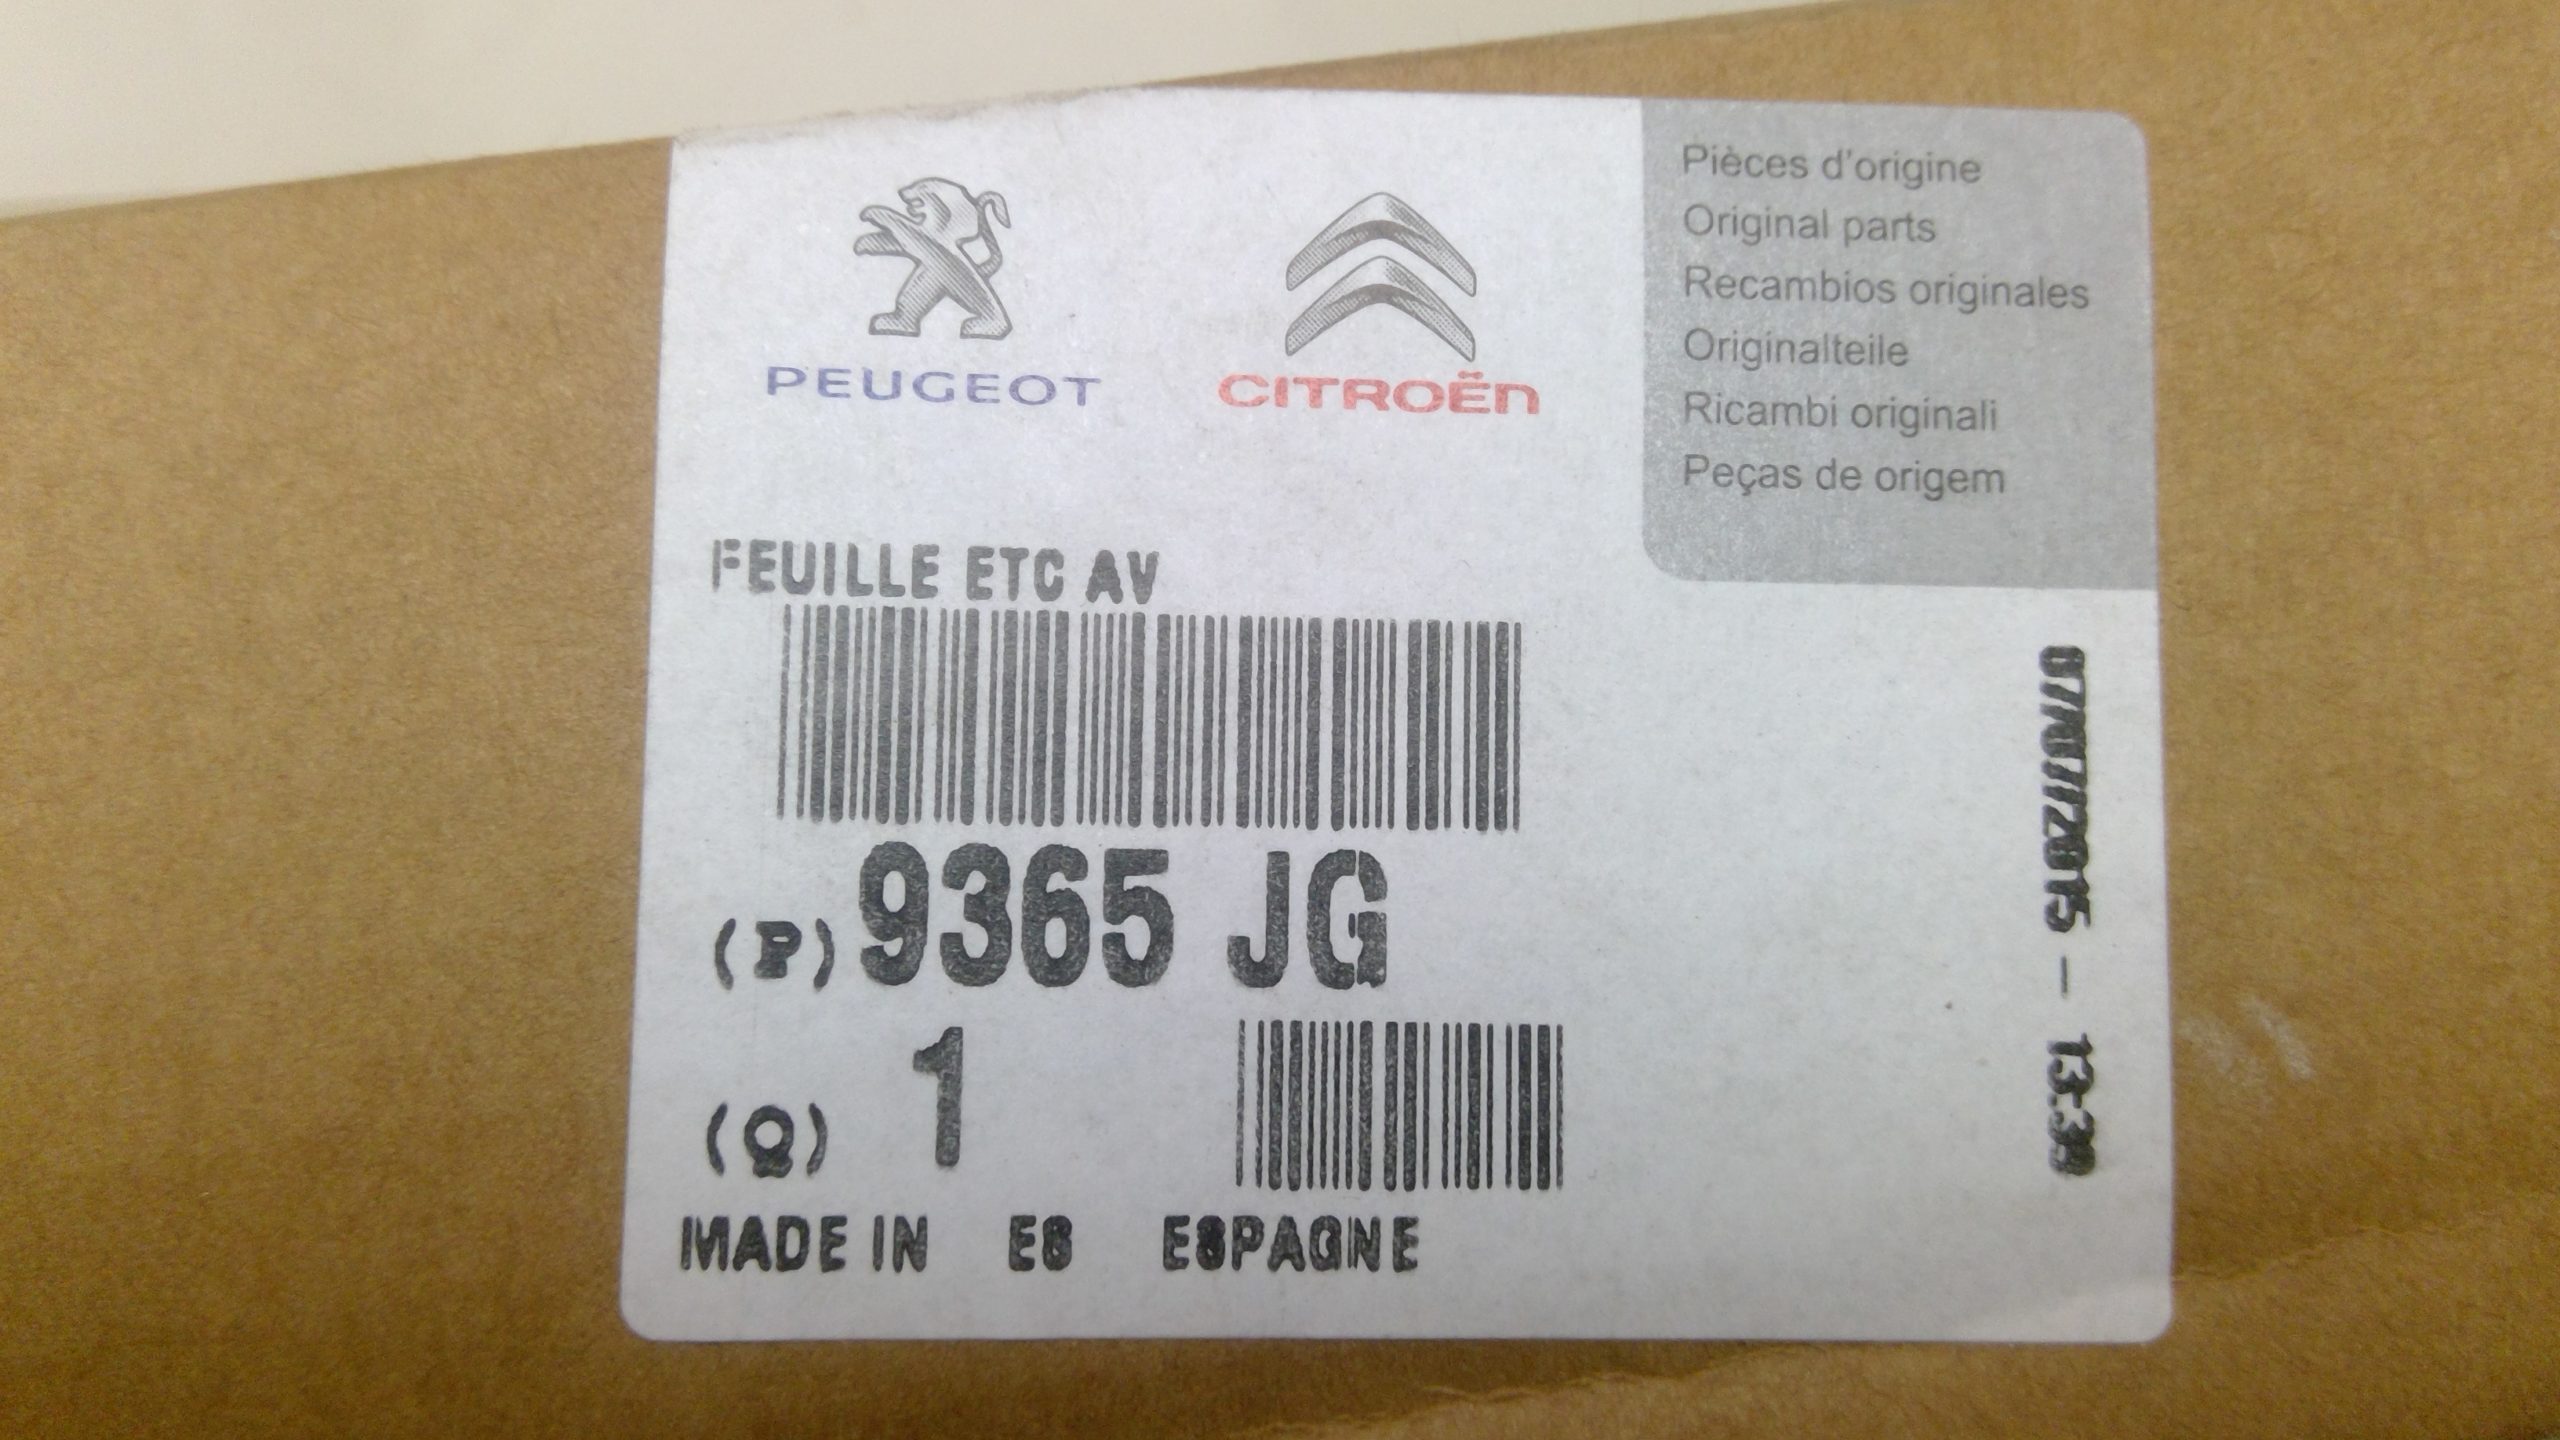 PEUGEOT
CITROËN
Pièces d'origine
Original parts
Recambios originales
Originalteile
Ricambi originali
Peças de origem
FEUILLE ETC AV
(P) 9365 JG
(Q) 1
MADE IN ES ESPAGNE
07/07/2015 - 13:39